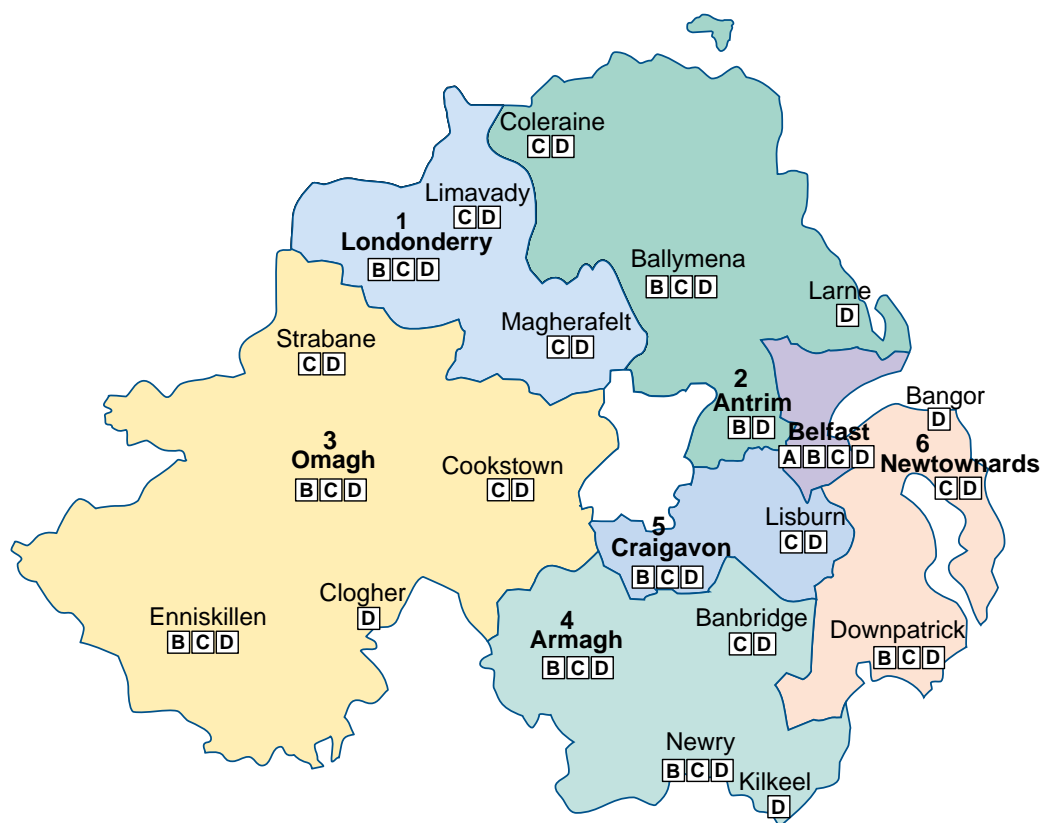 Coleraine
C D
Limavady
C D
1
Londonderry
B C D
Ballymena
B C D
Larne
D
Magherafelt
C D
Strabane
C D
2
Antrim
B D
Bangor
D
Belfast
A B C D
6
Newtownards
C D
3
Omagh
B C D
Cookstown
C D
5
Craigavon
B C D
Lisburn
C D
Clogher
D
Enniskillen
B C D
4
Armagh
B C D
Banbridge
C D
Downpatrick
B C D
Newry
B C D
Kilkeel
D